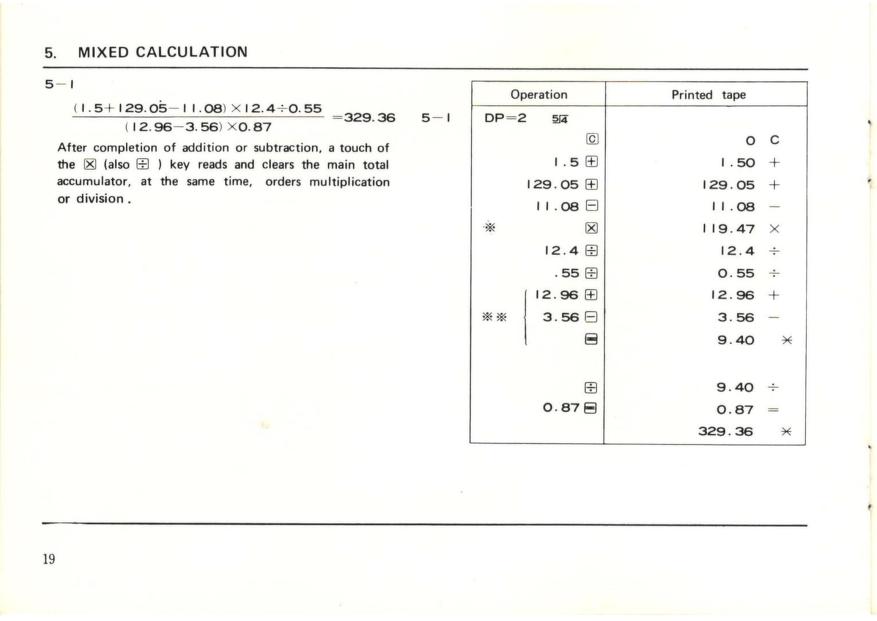 5. MIXED CALCULATION
5-1
(1.5+129.05-11.08)×12.4÷0.55
(12.96-3.56)×0.87
=329.36
After completion of addition or subtraction, a touch of
the ⊠ (also ÷ ) key reads and clears the main total
accumulator, at the same time, orders multiplication
or division .
5-1
Operation Printed tape
DP=2 5/4
C 0 C
1.5 + 1.50 +
129.05 + 129.05 +
11.08 - 11.08 -
※ × 119.47 ×
12.4 ÷ 12.4 ÷
.55 ÷ 0.55 ÷
12.96 + 12.96 +
※※ 3.56 - 3.56 -
= 9.40 ✳
÷ 9.40 ÷
0.87 = 0.87 =
329.36 ✳
19